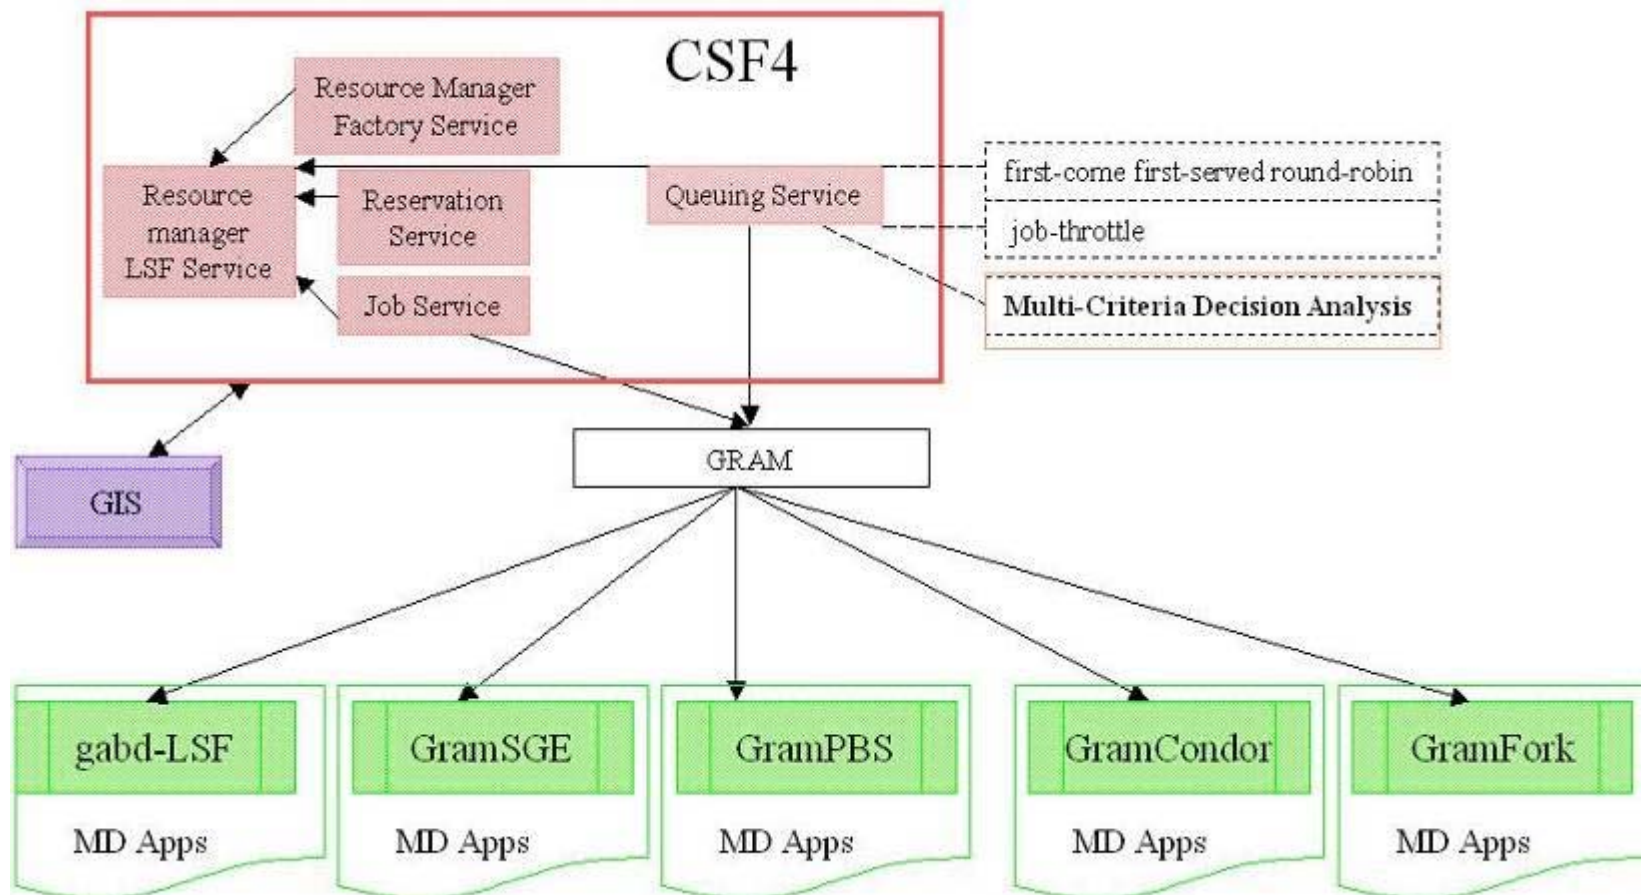 CSF4
Resource Manager
Factory Service
Resource
manager
LSF Service
Reservation
Service
Job Service
Queuing Service
first-come first-served round-robin
job-throttle
Multi-Criteria Decision Analysis
GIS
GRAM
gabd-LSF
GramSGE
GramPBS
GramCondor
GramFork
MD Apps
MD Apps
MD Apps
MD Apps
MD Apps